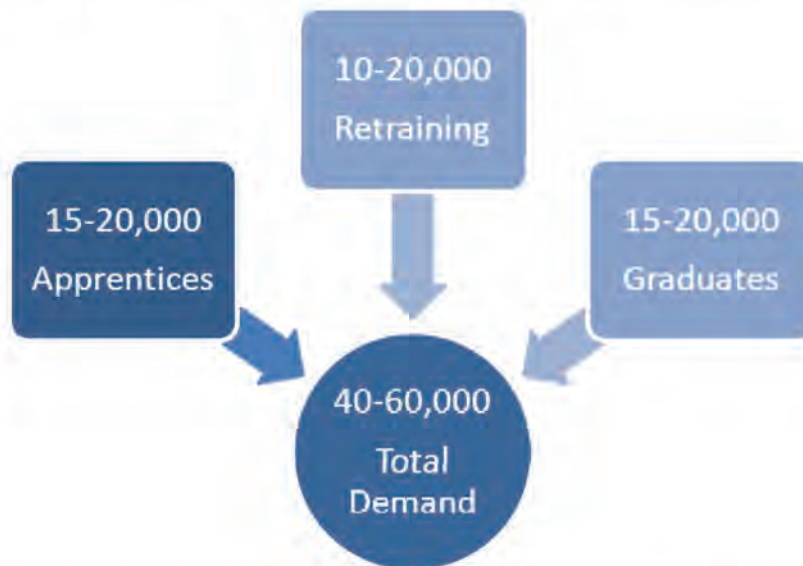 10-20,000
Retraining
15-20,000
Apprentices
15-20,000
Graduates
40-60,000
Total
Demand